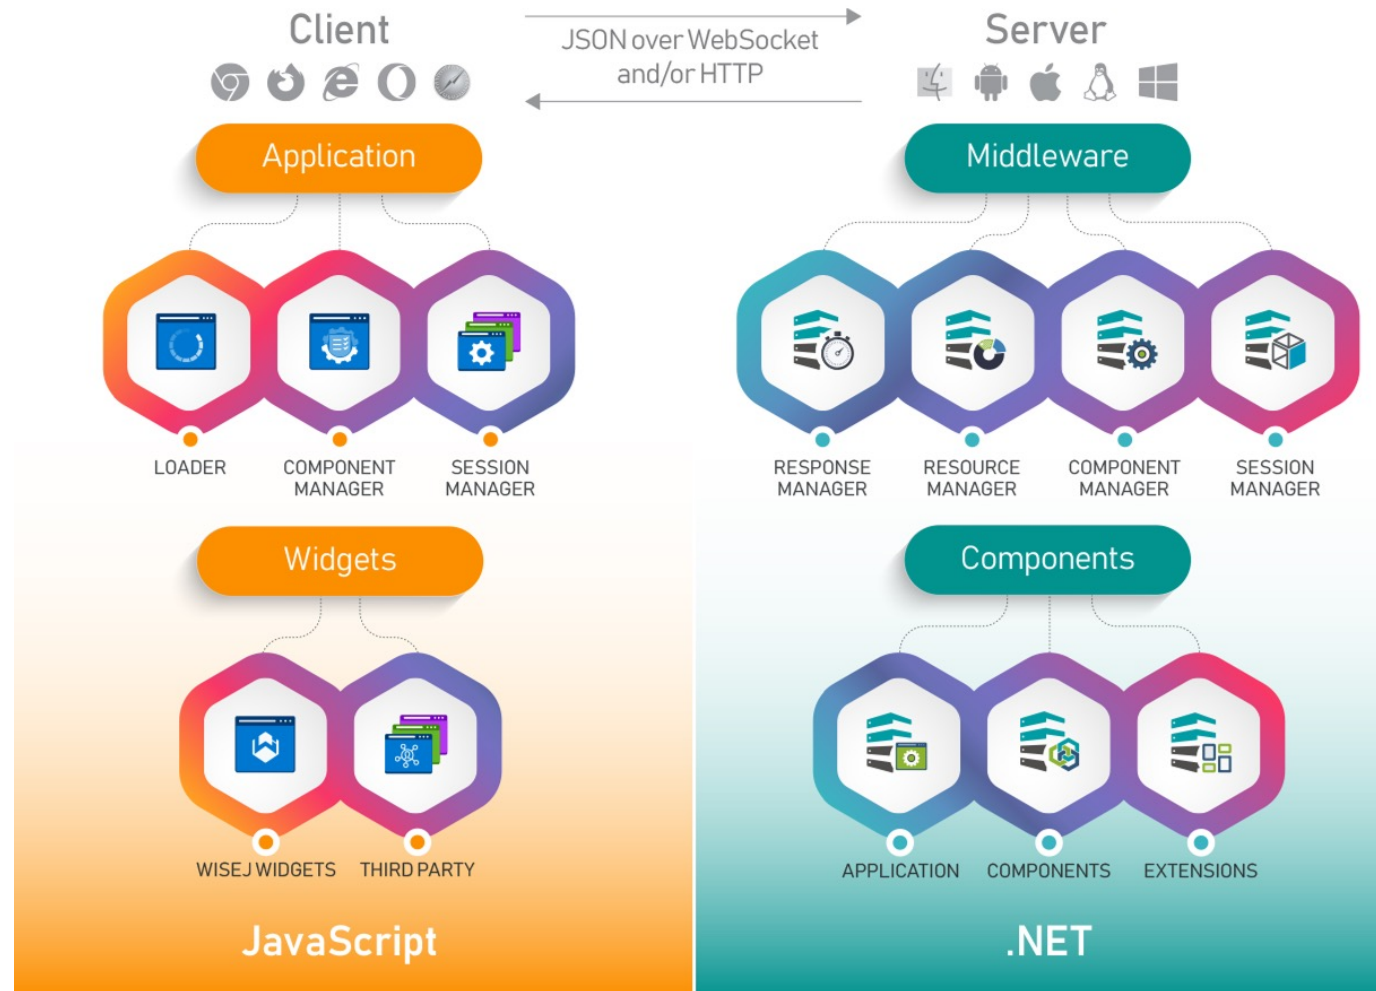 Client
JSON over WebSocket
and/or HTTP
Server
Application
Middleware
LOADER
COMPONENT
MANAGER
SESSION
MANAGER
RESPONSE
MANAGER
RESOURCE
MANAGER
COMPONENT
MANAGER
SESSION
MANAGER
Widgets
Components
WISEJ WIDGETS
THIRD PARTY
APPLICATION
COMPONENTS
EXTENSIONS
JavaScript
.NET